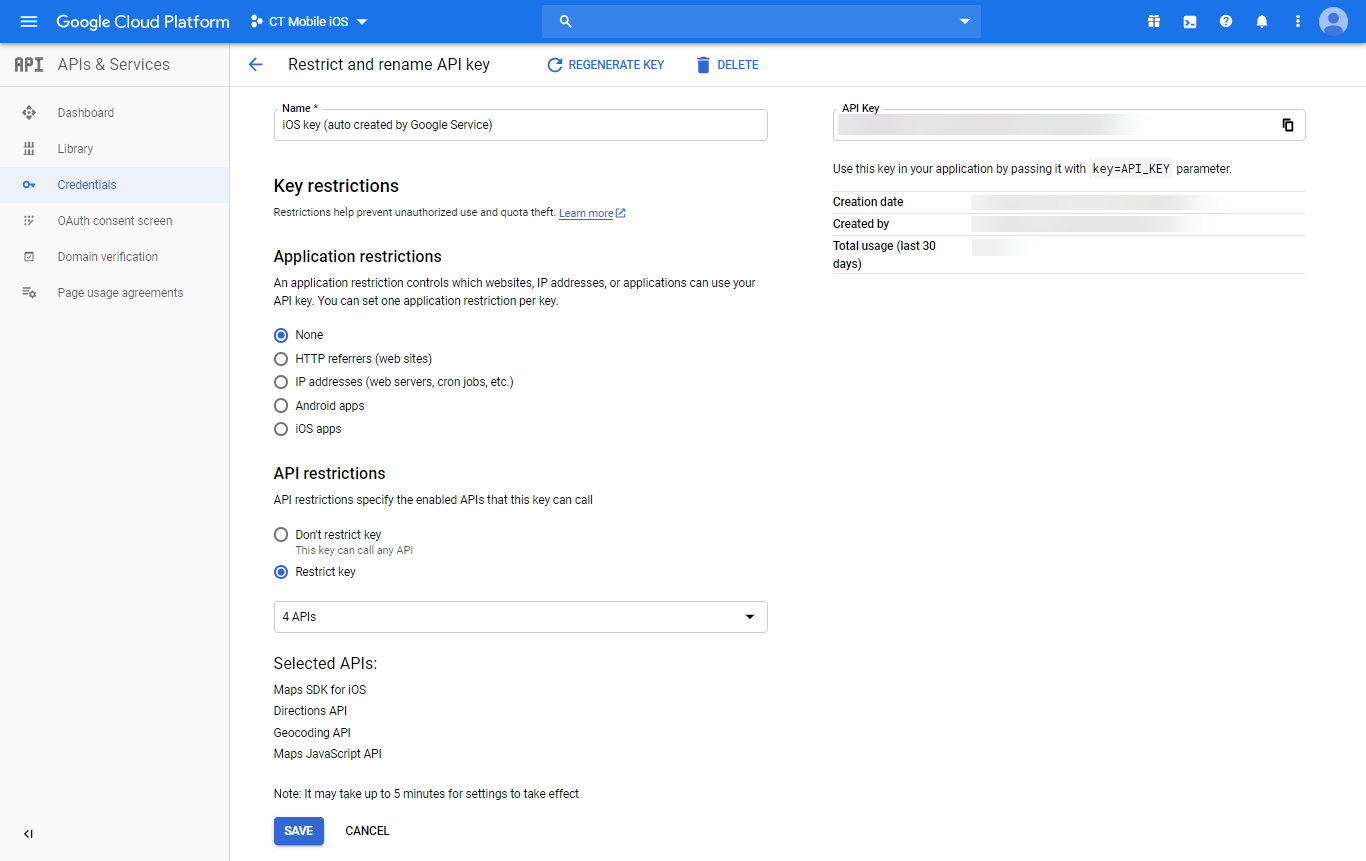 Google Cloud Platform
CT Mobile iOS
API APIs & Services
Restrict and rename API key
REGENERATE KEY
DELETE
Dashboard
Library
Credentials
OAuth consent screen
Domain verification
Page usage agreements
Name *
iOS key (auto created by Google Service)
Key restrictions
Restrictions help prevent unauthorized use and quota theft. Learn more
Application restrictions
An application restriction controls which websites, IP addresses, or applications can use your
API key. You can set one application restriction per key.
None
HTTP referrers (web sites)
IP addresses (web servers, cron jobs, etc.)
Android apps
iOS apps
API restrictions
API restrictions specify the enabled APIs that this key can call
Don't restrict key
This key can call any API
Restrict key
4 APIs
Selected APIs:
Maps SDK for iOS
Directions API
Geocoding API
Maps JavaScript API
Note: It may take up to 5 minutes for settings to take effect
SAVE
CANCEL
API Key
Use this key in your application by passing it with key=API_KEY parameter.
Creation date
Created by
Total usage (last 30
days)